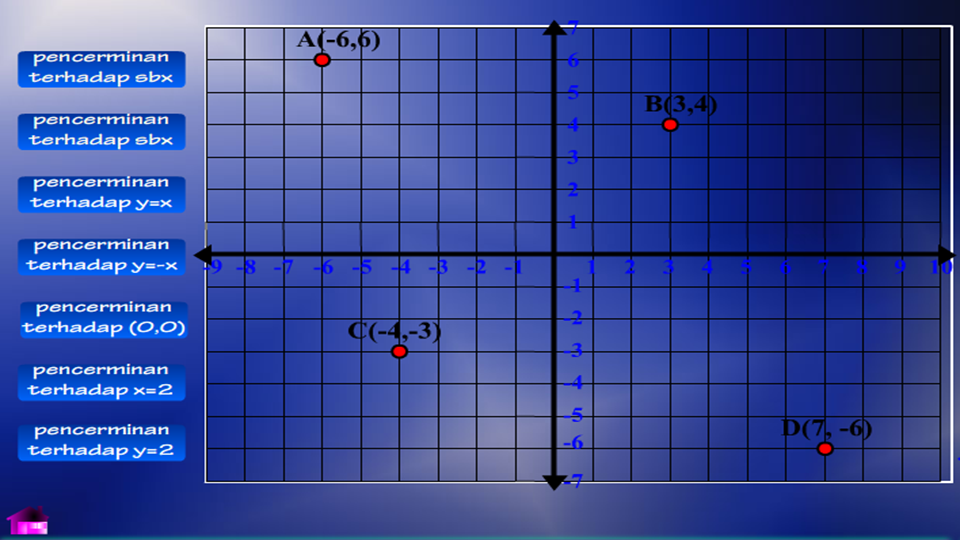 pencerminan
terhadap sbx
pencerminan
terhadap sbx
pencerminan
terhadap y=x
pencerminan
terhadap y=-x
pencerminan
terhadap (0,0)
pencerminan
terhadap x=2
pencerminan
terhadap y=2
7
A(-6,6)
6
5
B(3,4)
4
3
2
1
-9 -8 -7 -6 -5 -4 -3 -2 -1 1 2 3 4 5 6 7 8 9 10
-1
-2
C(-4,-3)
-3
-4
-5
D(7, -6)
-6
-7